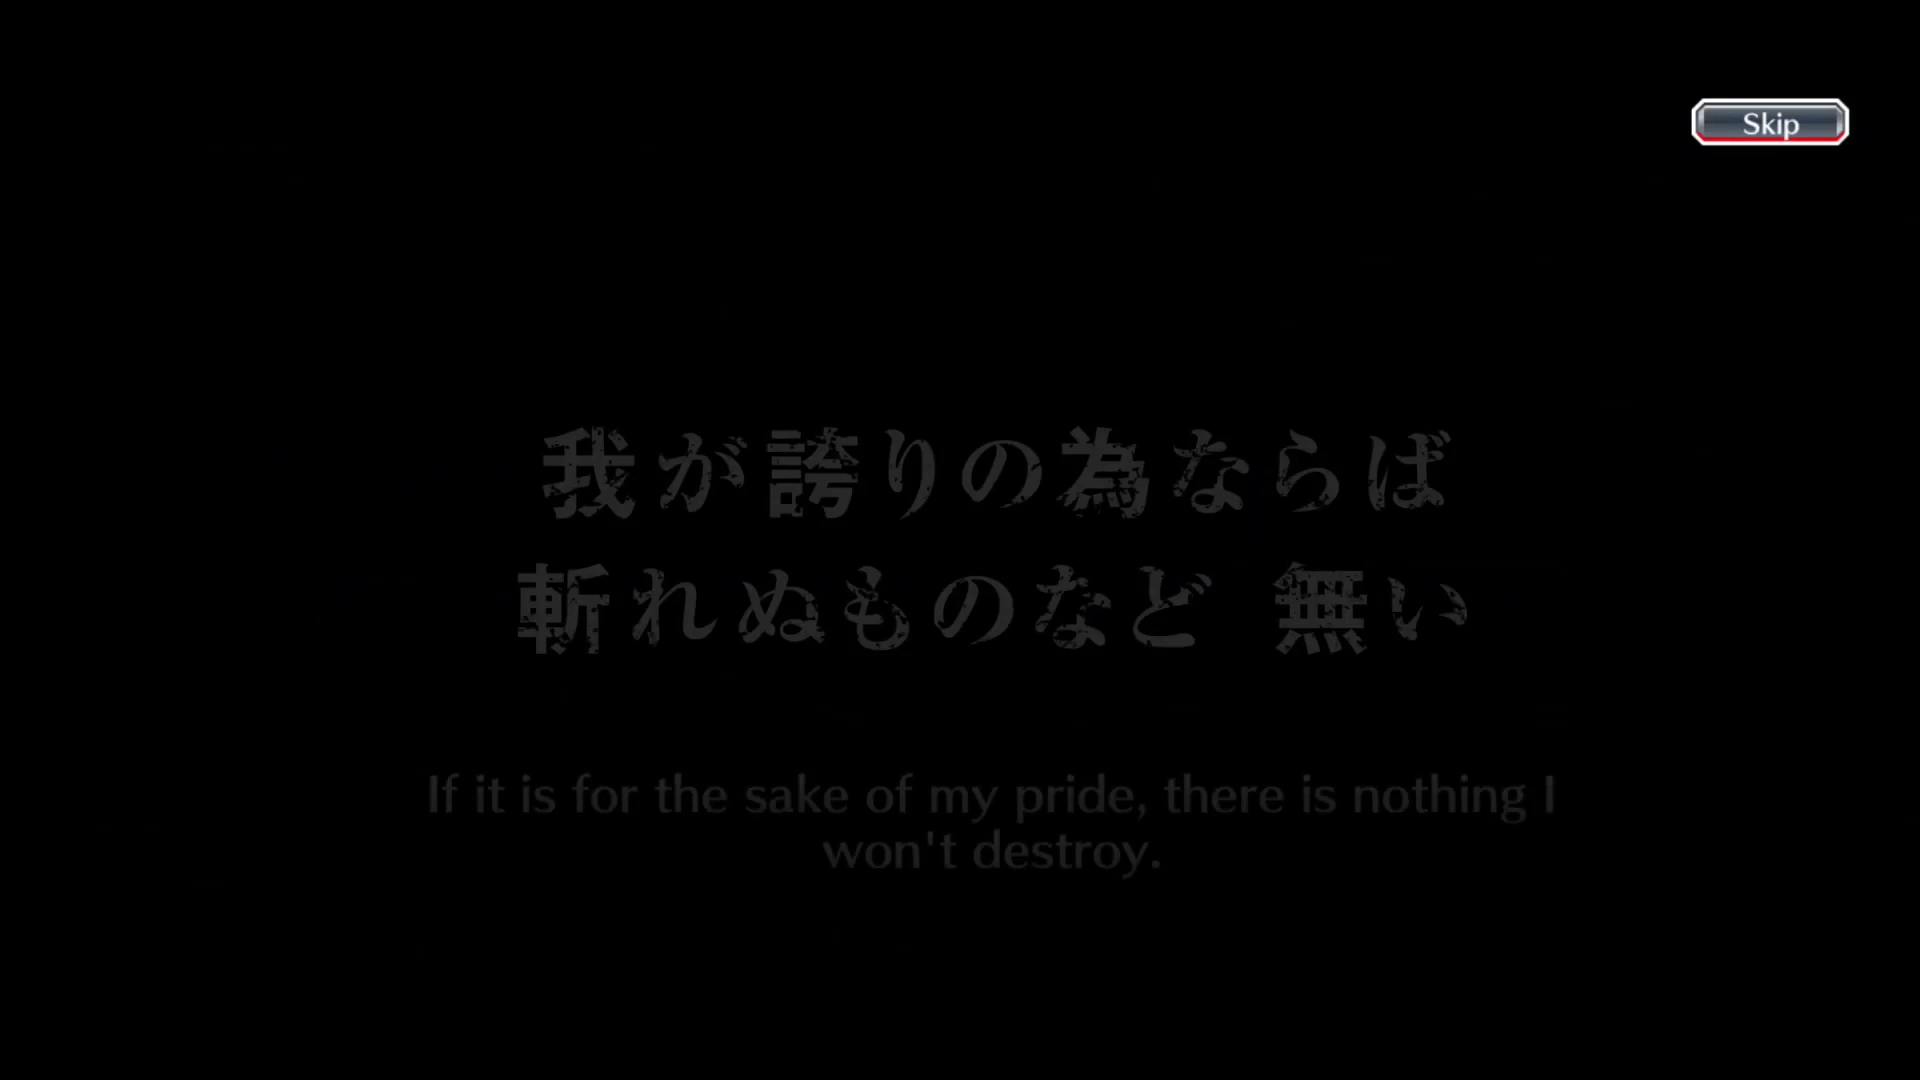 Skip
我が誇りの為ならば
斬れぬものなど 無い
If it is for the sake of my pride, there is nothing I
won't destroy.